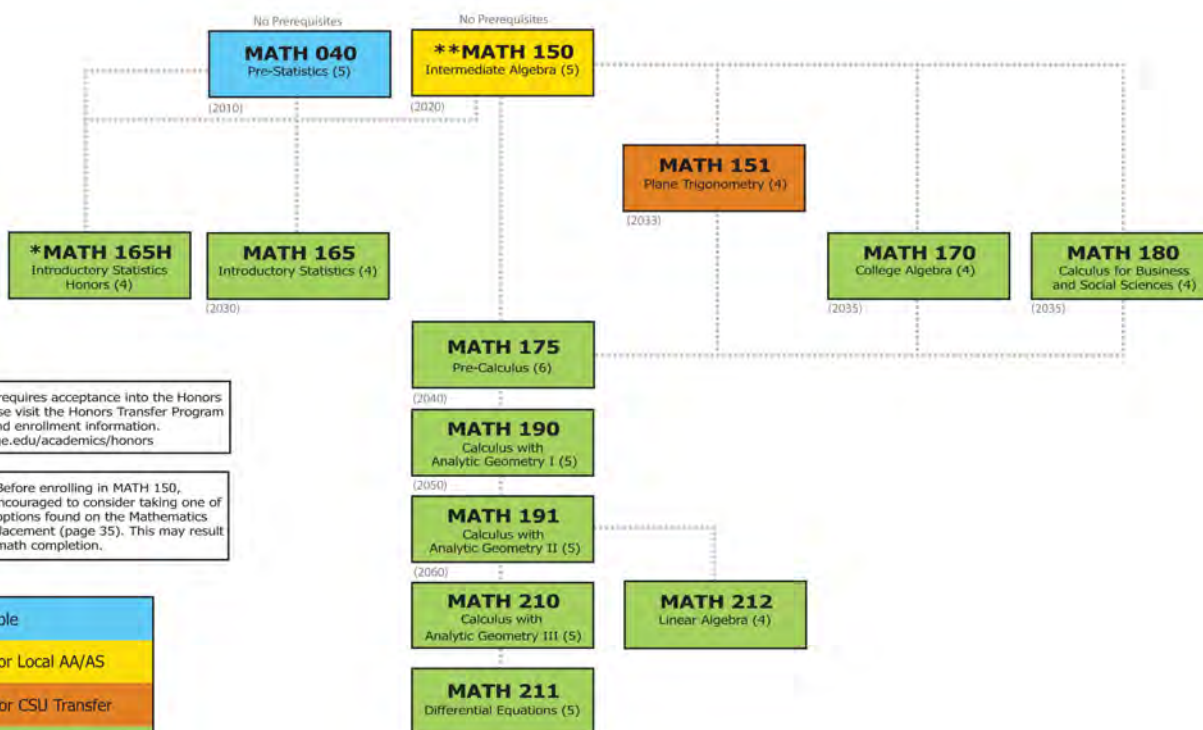 No Prerequisites
No Prerequisites
MATH 040
Pre-Statistics (5)
**MATH 150
Intermediate Algebra (5)
(2010)
(2020)
MATH 151
Plane Trigonometry (4)
(2033)
*MATH 165H
Introductory Statistics
Honors (4)
MATH 165
Introductory Statistics (4)
(2030)
MATH 170
College Algebra (4)
(2035)
MATH 180
Calculus for Business
and Social Sciences (4)
(2035)
MATH 175
Pre-Calculus (6)
(2040)
requires acceptance into the Honors
se visit the Honors Transfer Program
nd enrollment information.
ge.edu/academics/honors
MATH 190
Calculus with
Analytic Geometry I (5)
(2050)
Before enrolling in MATH 150,
ncouraged to consider taking one of
options found on the Mathematics
lacement (page 35). This may result
math completion.
MATH 191
Calculus with
Analytic Geometry II (5)
(2060)
MATH 210
Calculus with
Analytic Geometry III (5)
MATH 212
Linear Algebra (4)
ble
or Local AA/AS
or CSU Transfer
MATH 211
Differential Equations (5)